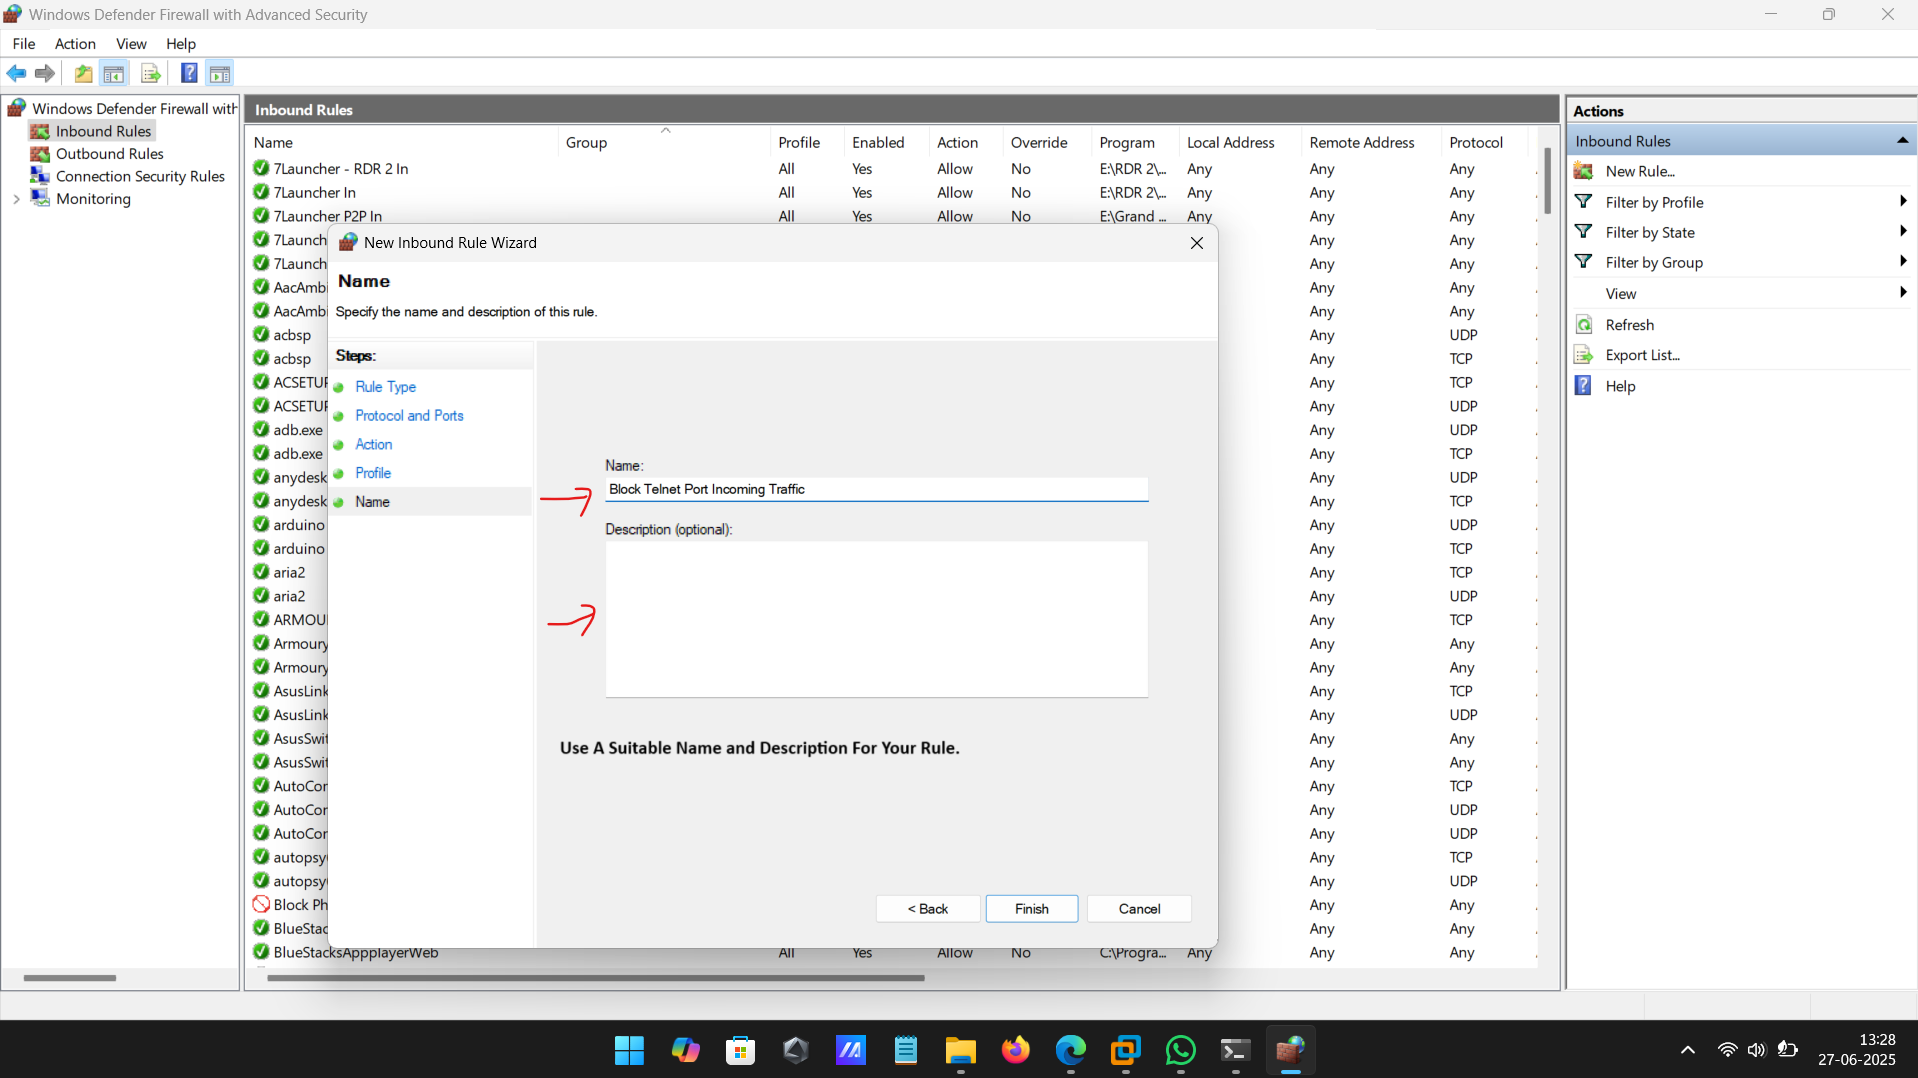 Windows Defender Firewall with Advanced Security
File Action View Help
Windows Defender Firewall with
Inbound Rules
Outbound Rules
Connection Security Rules
Monitoring
Inbound Rules
Name Group Profile Enabled Action Override Program Local Address Remote Address Protocol
7Launcher - RDR 2 In All Yes Allow No E:\RDR 2\... Any Any Any
7Launcher In All Yes Allow No E:\RDR 2\... Any Any Any
7Launcher P2P In All Yes Allow No E:\Grand ... Any Any Any
7Launch Any Any
7Launch Any Any
AacAmbi Any Any
AacAmbi Any Any
acbsp Any UDP
acbsp Any TCP
ACSETUP Any TCP
ACSETUP Any UDP
adb.exe Any UDP
adb.exe Any TCP
anydesk Any UDP
anydesk Any TCP
arduino Any UDP
arduino Any TCP
aria2 Any TCP
aria2 Any UDP
ARMOU Any TCP
Armoury Any Any
Armoury Any Any
AsusLink Any TCP
AsusLink Any UDP
AsusSwit Any Any
AsusSwit Any Any
AutoCor Any TCP
AutoCor Any UDP
AutoCor Any UDP
autopsy Any TCP
autopsy Any UDP
Block Ph Any Any
BlueStac Any Any
BlueStacksAppplayerWeb All Yes Allow No C:\Progra... Any Any Any
New Inbound Rule Wizard
Name
Specify the name and description of this rule.
Steps:
Rule Type
Protocol and Ports
Action
Profile
Name
Name:
Block Telnet Port Incoming Traffic
Description (optional):
Use A Suitable Name and Description For Your Rule.
< Back Finish Cancel
Actions
Inbound Rules
New Rule...
Filter by Profile
Filter by State
Filter by Group
View
Refresh
Export List...
Help
13:28
27-06-2025